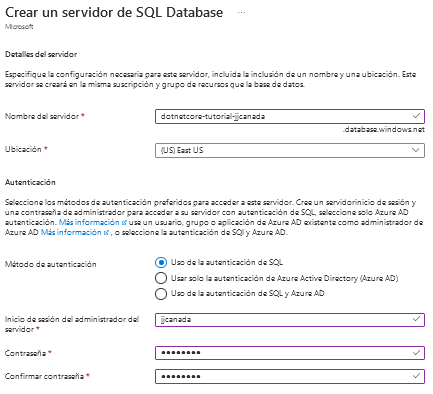 Crear un servidor de SQL Database ...
Microsoft
Detalles del servidor
Especifique la configuración necesaria para este servidor, incluida la inclusión de un nombre y una ubicación. Este
servidor se creará en la misma suscripción y grupo de recursos que la base de datos.
Nombre del servidor * dotnetcore-tutorial-jjcanada
.database.windows.net
Ubicación * (US) East US
Autenticación
Seleccione los métodos de autenticación preferidos para acceder a este servidor. Cree un servidorinicio de sesión y
una contraseña de administrador para acceder a su servidor con autenticación de SQL, seleccione solo Azure AD
autenticación. Más información use un usuario, grupo o aplicación de Azure AD existente como administrador de
Azure AD Más información , o seleccione la autenticación de SQl y Azure AD.
Método de autenticación
Uso de la autenticación de SQL
Usar solo la autenticación de Azure Active Directory (Azure AD)
Uso de la autenticación de SQL y Azure AD
Inicio de sesión del administrador del
servidor * jjcanada
Contraseña * ••••••••
Confirmar contraseña * ••••••••